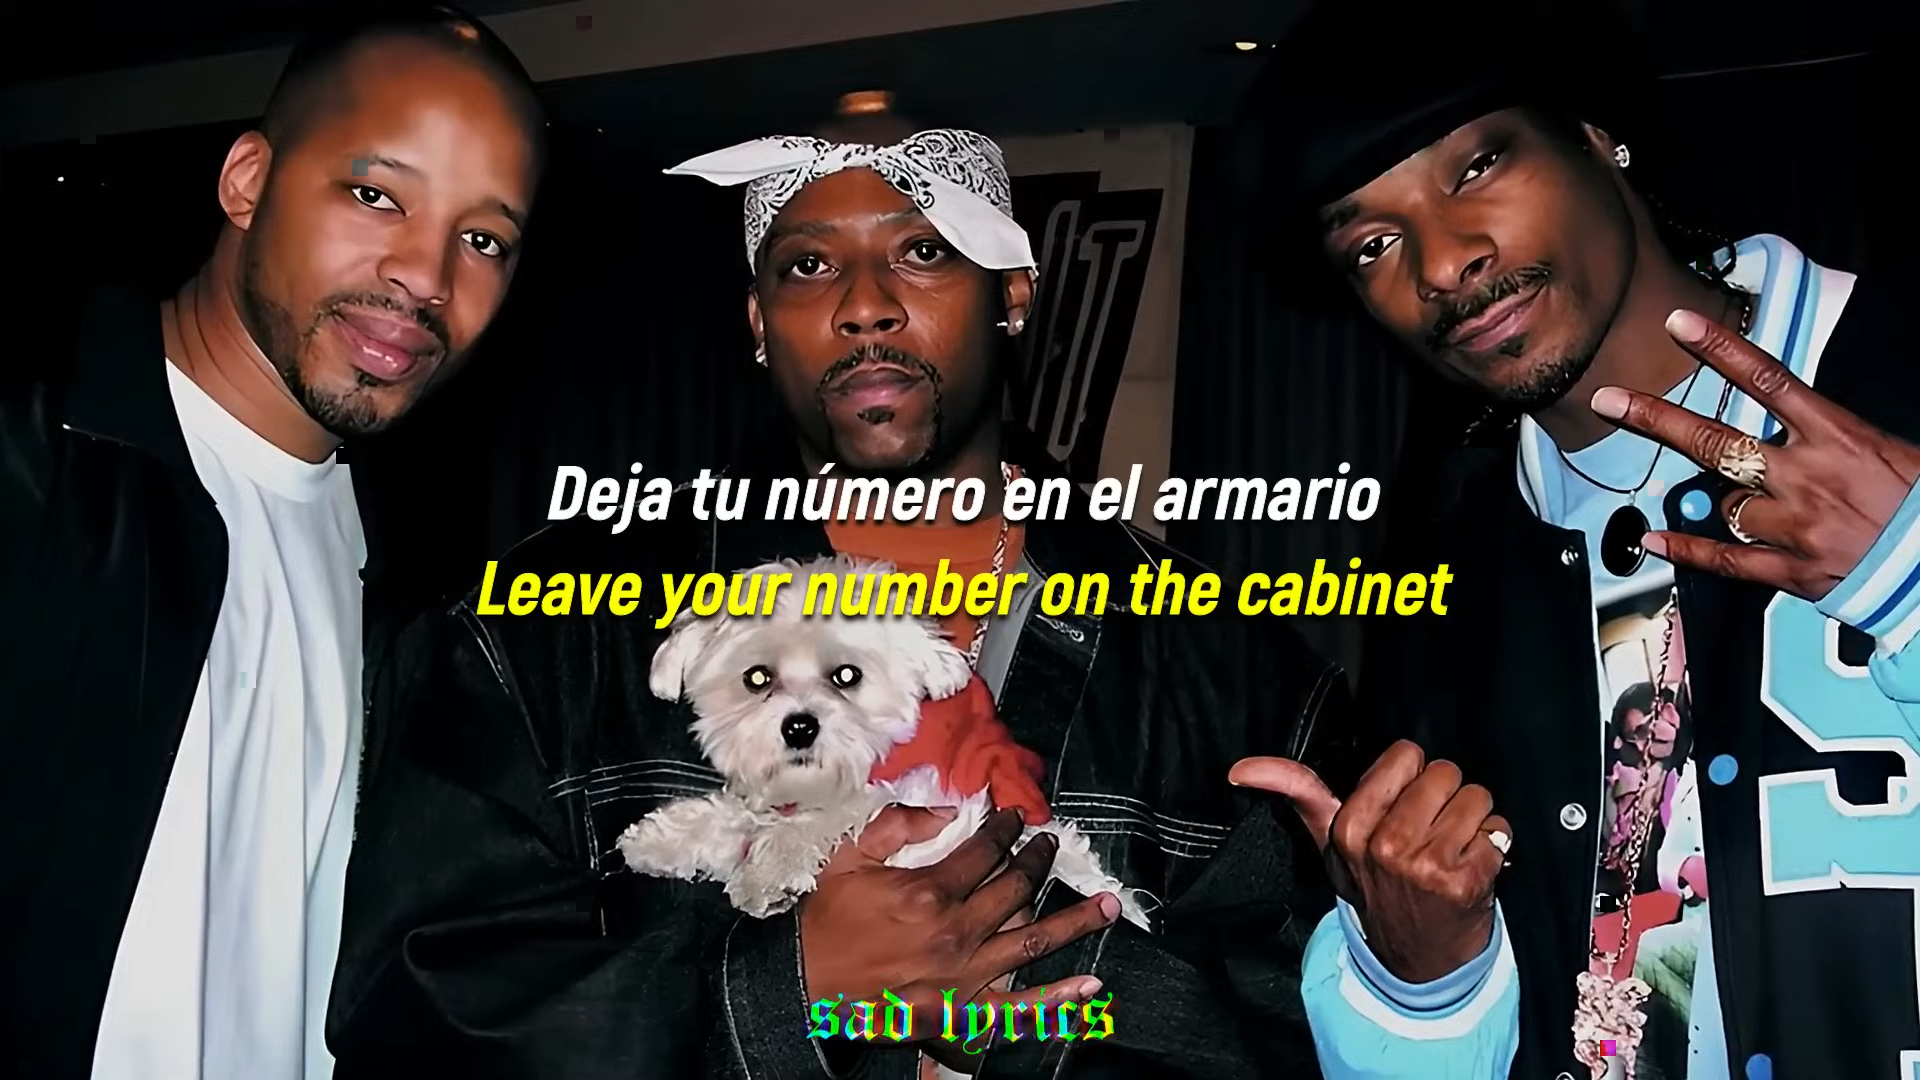 Deja tu número en el armario
Leave your number on the cabinet
sad lyrics